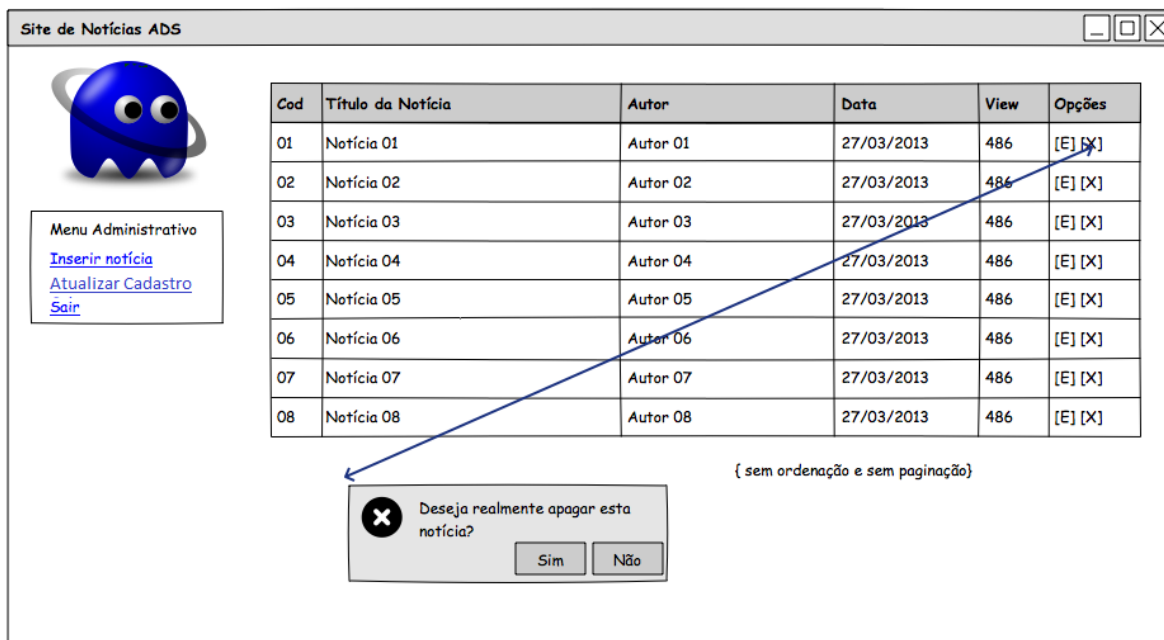 Site de Notícias ADS
Menu Administrativo
Inserir notícia
Atualizar Cadastro
Sair
Cod Título da Notícia Autor Data View Opções
01 Notícia 01 Autor 01 27/03/2013 486 [E] [X]
02 Notícia 02 Autor 02 27/03/2013 486 [E] [X]
03 Notícia 03 Autor 03 27/03/2013 486 [E] [X]
04 Notícia 04 Autor 04 27/03/2013 486 [E] [X]
05 Notícia 05 Autor 05 27/03/2013 486 [E] [X]
06 Notícia 06 Autor 06 27/03/2013 486 [E] [X]
07 Notícia 07 Autor 07 27/03/2013 486 [E] [X]
08 Notícia 08 Autor 08 27/03/2013 486 [E] [X]
{ sem ordenação e sem paginação}
Deseja realmente apagar esta
notícia?
Sim Não